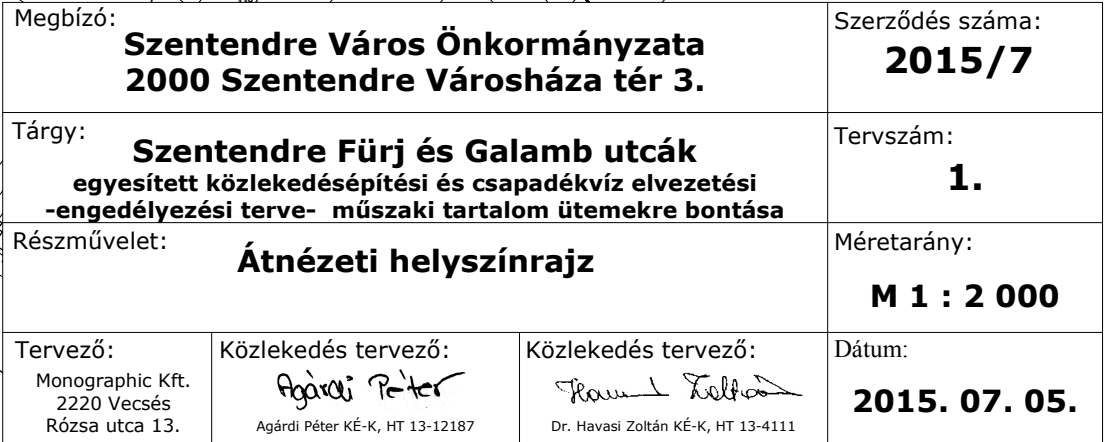 Megbízó:
Szentendre Város Önkormányzata
2000 Szentendre Városháza tér 3.
Szerződés száma:
2015/7
Tárgy:
Szentendre Fürj és Galamb utcák
egyesített közlekedésépítési és csapadékvíz elvezetési
-engedélyezési terve- műszaki tartalom ütemekre bontása
Tervszám:
1.
Részművelet:
Átnézeti helyszínrajz
Méretarány:
M 1 : 2 000
Tervező:
Monographic Kft.
2220 Vecsés
Rózsa utca 13.
Közlekedés tervező:
Agárdi Péter
Agárdi Péter KÉ-K, HT 13-12187
Közlekedés tervező:
Havasi Zoltán
Dr. Havasi Zoltán KÉ-K, HT 13-4111
Dátum:
2015. 07. 05.